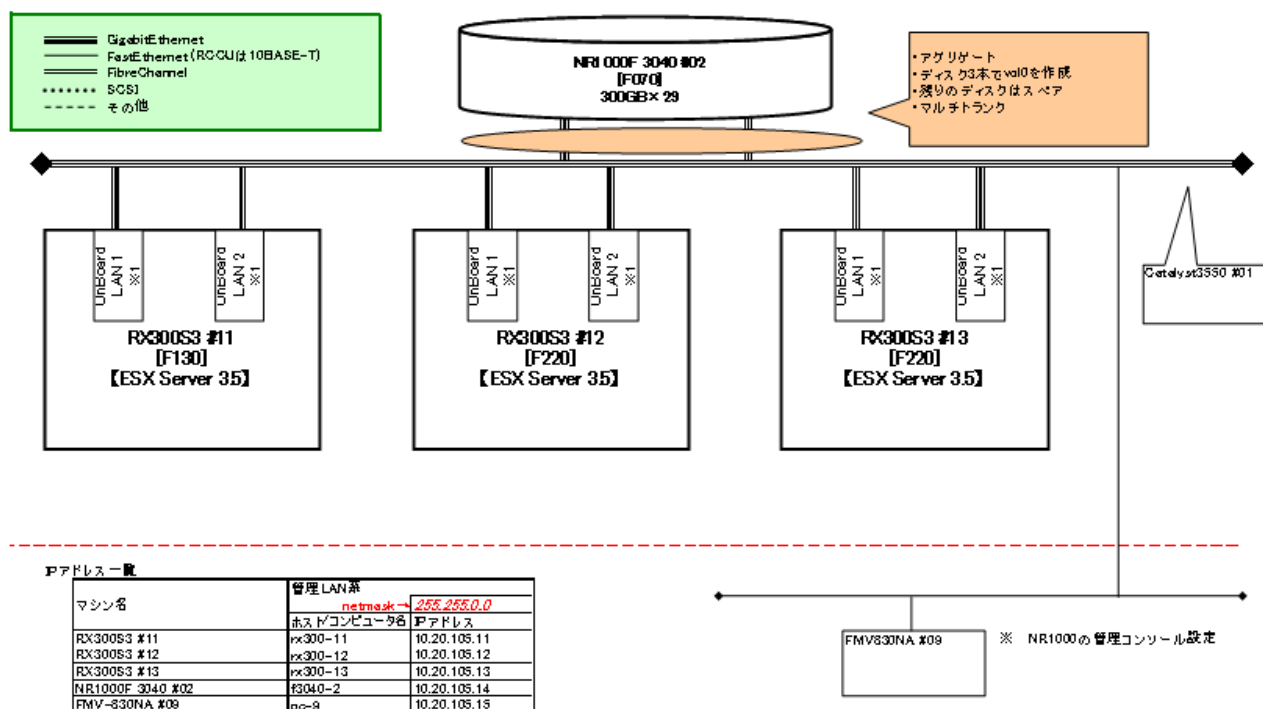 GigabitEthernet
FastEthernet(RCCUは10BASE-T)
FibreChannel
SCSI
その他
NR1000F 3040 #02
[F070]
300GB×29
・アグリゲート
・ディスク3本でvol0を作成
・残りのディスクはスペア
・マルチトランク
OnBoard
LAN 1
※1
OnBoard
LAN 2
※1
RX300S3 #11
[F130]
【ESX Server 3.5】
OnBoard
LAN 1
※1
OnBoard
LAN 2
※1
RX300S3 #12
[F220]
【ESX Server 3.5】
OnBoard
LAN 1
※1
OnBoard
LAN 2
※1
RX300S3 #13
[F220]
【ESX Server 3.5】
Catalyst3550 #01
IPアドレス一覧
マシン名
管理LAN系
netmask→ 255.255.0.0
ホスト/コンピュータ名 IPアドレス
RX300S3 #11 rx300-11 10.20.105.11
RX300S3 #12 rx300-12 10.20.105.12
RX300S3 #13 rx300-13 10.20.105.13
NR1000F 3040 #02 f3040-2 10.20.105.14
FMV-830NA #09 pc-9 10.20.105.15
FMV830NA #09
※ NR1000の管理コンソール設定